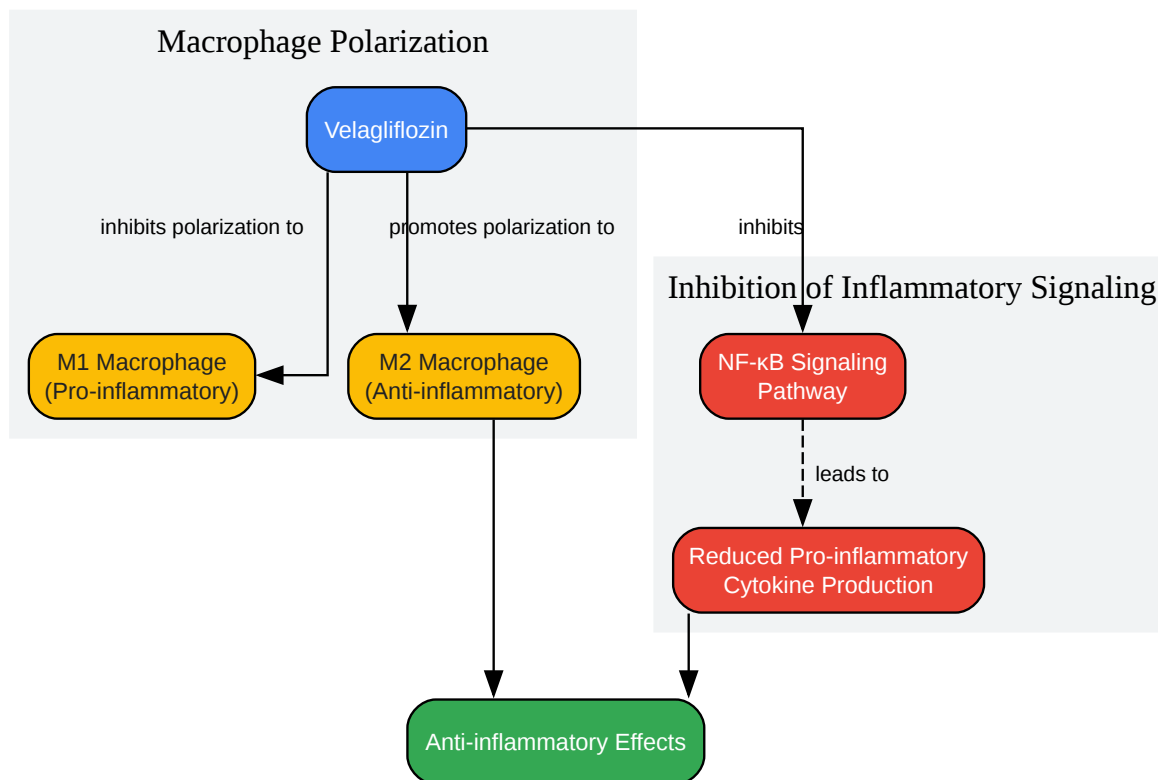 Macrophage Polarization
Velagliflozin
inhibits polarization to
promotes polarization to
inhibits
Inhibition of Inflammatory Signaling
M1 Macrophage
(Pro-inflammatory)
M2 Macrophage
(Anti-inflammatory)
NF-κB Signaling
Pathway
leads to
Reduced Pro-inflammatory
Cytokine Production
Anti-inflammatory Effects